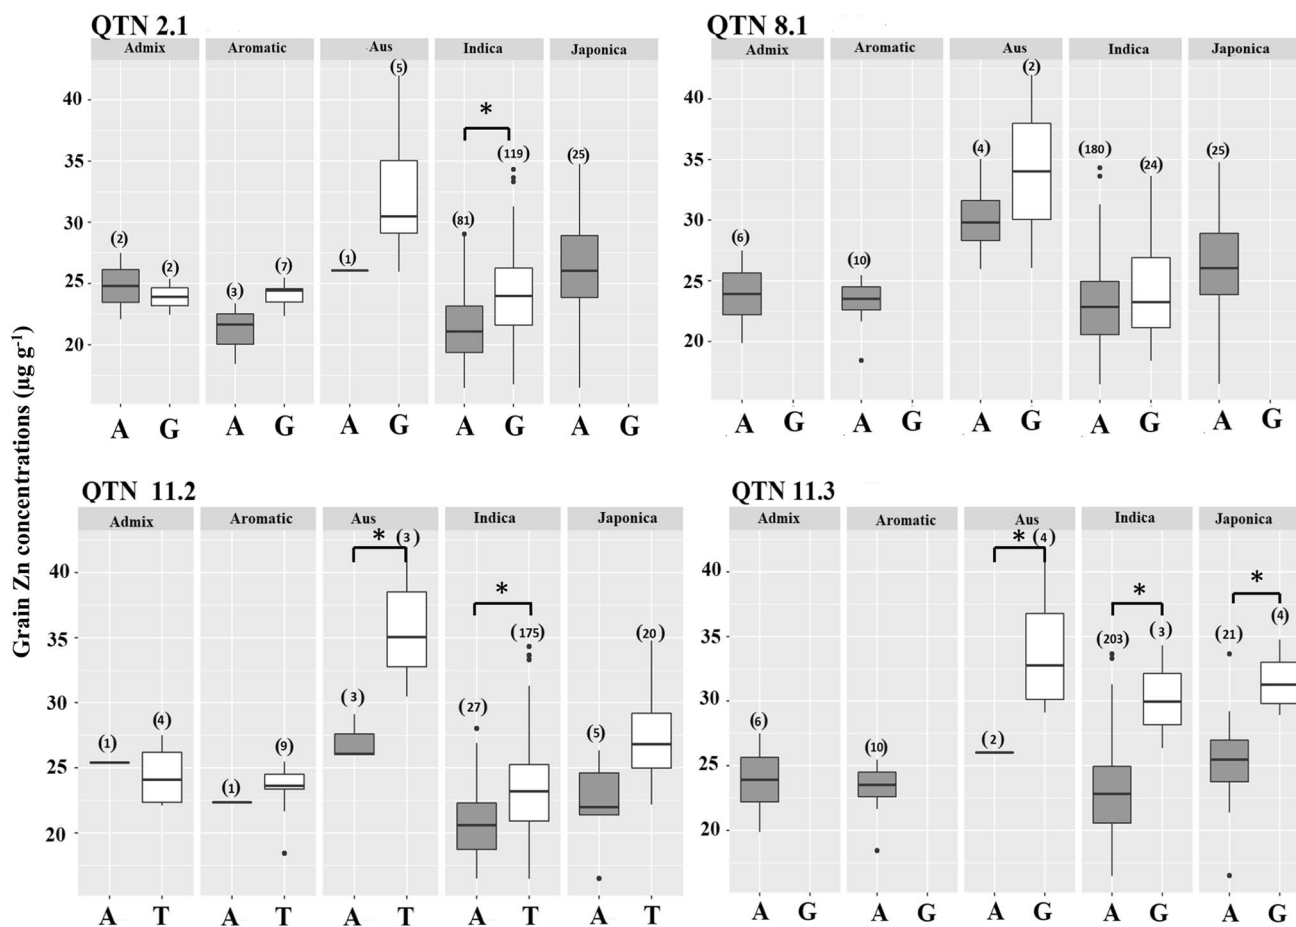 QTN 2.1
Admix Aromatic Aus Indica Japonica
40
35
30
25
20
(2) (2) (3) (7) (1) (5) (81) * (119) (25)
A G A G A G A G A G
QTN 8.1
Admix Aromatic Aus Indica Japonica
40
35
30
25
20
(6) (10) (4) (2) (180) (24) (25)
A G A G A G A G A G
Grain Zn concentrations (µg g-1)
QTN 11.2
Admix Aromatic Aus Indica Japonica
40
35
30
25
20
(1) (4) (1) (9) (3) * (3) (27) * (175) (5) (20)
A T A T A T A T A T
QTN 11.3
Admix Aromatic Aus Indica Japonica
40
35
30
25
20
(6) (10) (2) * (4) (203) * (3) (21) * (4)
A G A G A G A G A G